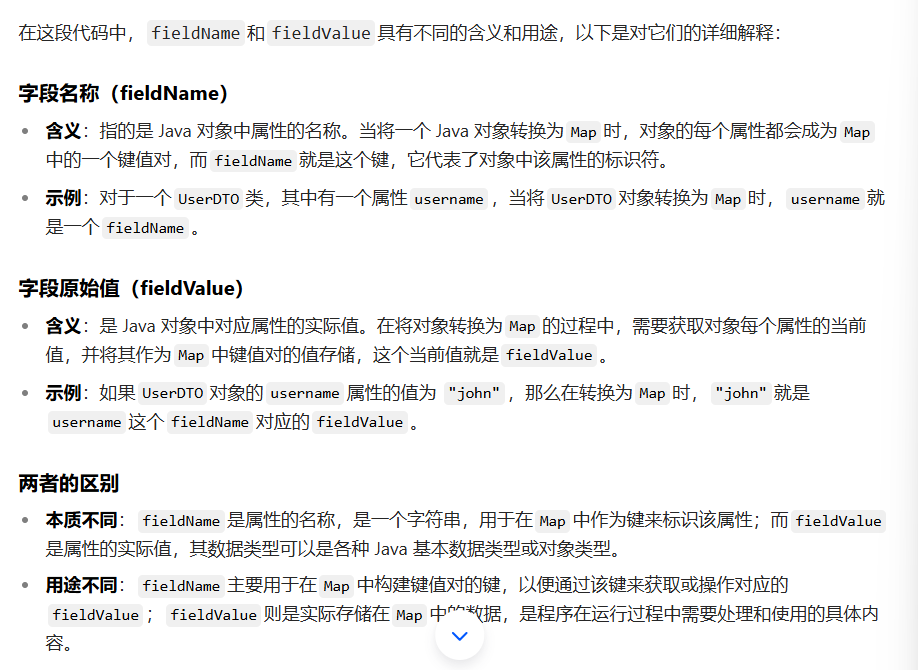 在这段代码中， fieldName 和 fieldValue 具有不同的含义和用途，以下是对它们的详细解释：
字段名称（fieldName）
• 含义：指的是 Java 对象中属性的名称。当将一个 Java 对象转换为 Map 时，对象的每个属性都会成为 Map
中的一个键值对，而 fieldName 就是这个键，它代表了对象中该属性的标识符。
• 示例：对于一个 UserDTO 类，其中有一个属性 username ，当将 UserDTO 对象转换为 Map 时， username 就
是一个 fieldName 。
字段原始值（fieldValue）
• 含义：是 Java 对象中对应属性的实际值。在将对象转换为 Map 的过程中，需要获取对象每个属性的当前
值，并将其作为 Map 中键值对的值存储，这个当前值就是 fieldValue 。
• 示例：如果 UserDTO 对象的 username 属性的值为 "john" ，那么在转换为 Map 时， "john" 就是
username 这个 fieldName 对应的 fieldValue 。
两者的区别
• 本质不同： fieldName 是属性的名称，是一个字符串，用于在 Map 中作为键来标识该属性；而 fieldValue
是属性的实际值，其数据类型可以是各种 Java 基本数据类型或对象类型。
• 用途不同： fieldName 主要用于在 Map 中构建键值对的键，以便通过该键来获取或操作对应的
fieldValue ； fieldValue 则是实际存储在 Map 中的数据，是程序在运行过程中需要处理和使用的具体内
容。